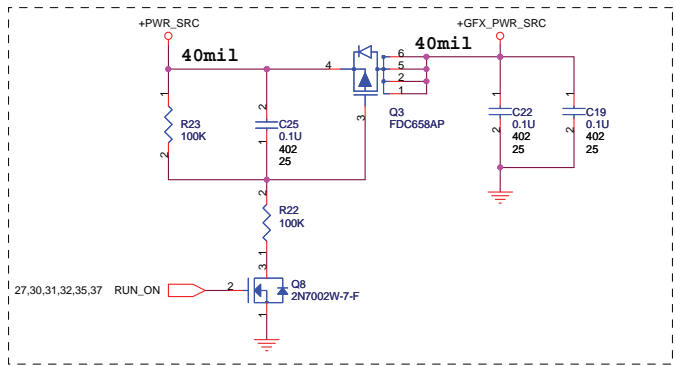 +PWR_SRC
+GFX_PWR_SRC
40mil
40mil
4
6
5
2
1
3
Q3
FDC658AP
1
R23
100K
2
2
C25
0.1U
402
25
1
1
C22
0.1U
402
25
2
1
C19
0.1U
402
25
2
2
R22
100K
1
3
27,30,31,32,35,37 RUN_ON
2
Q8
2N7002W-7-F
1